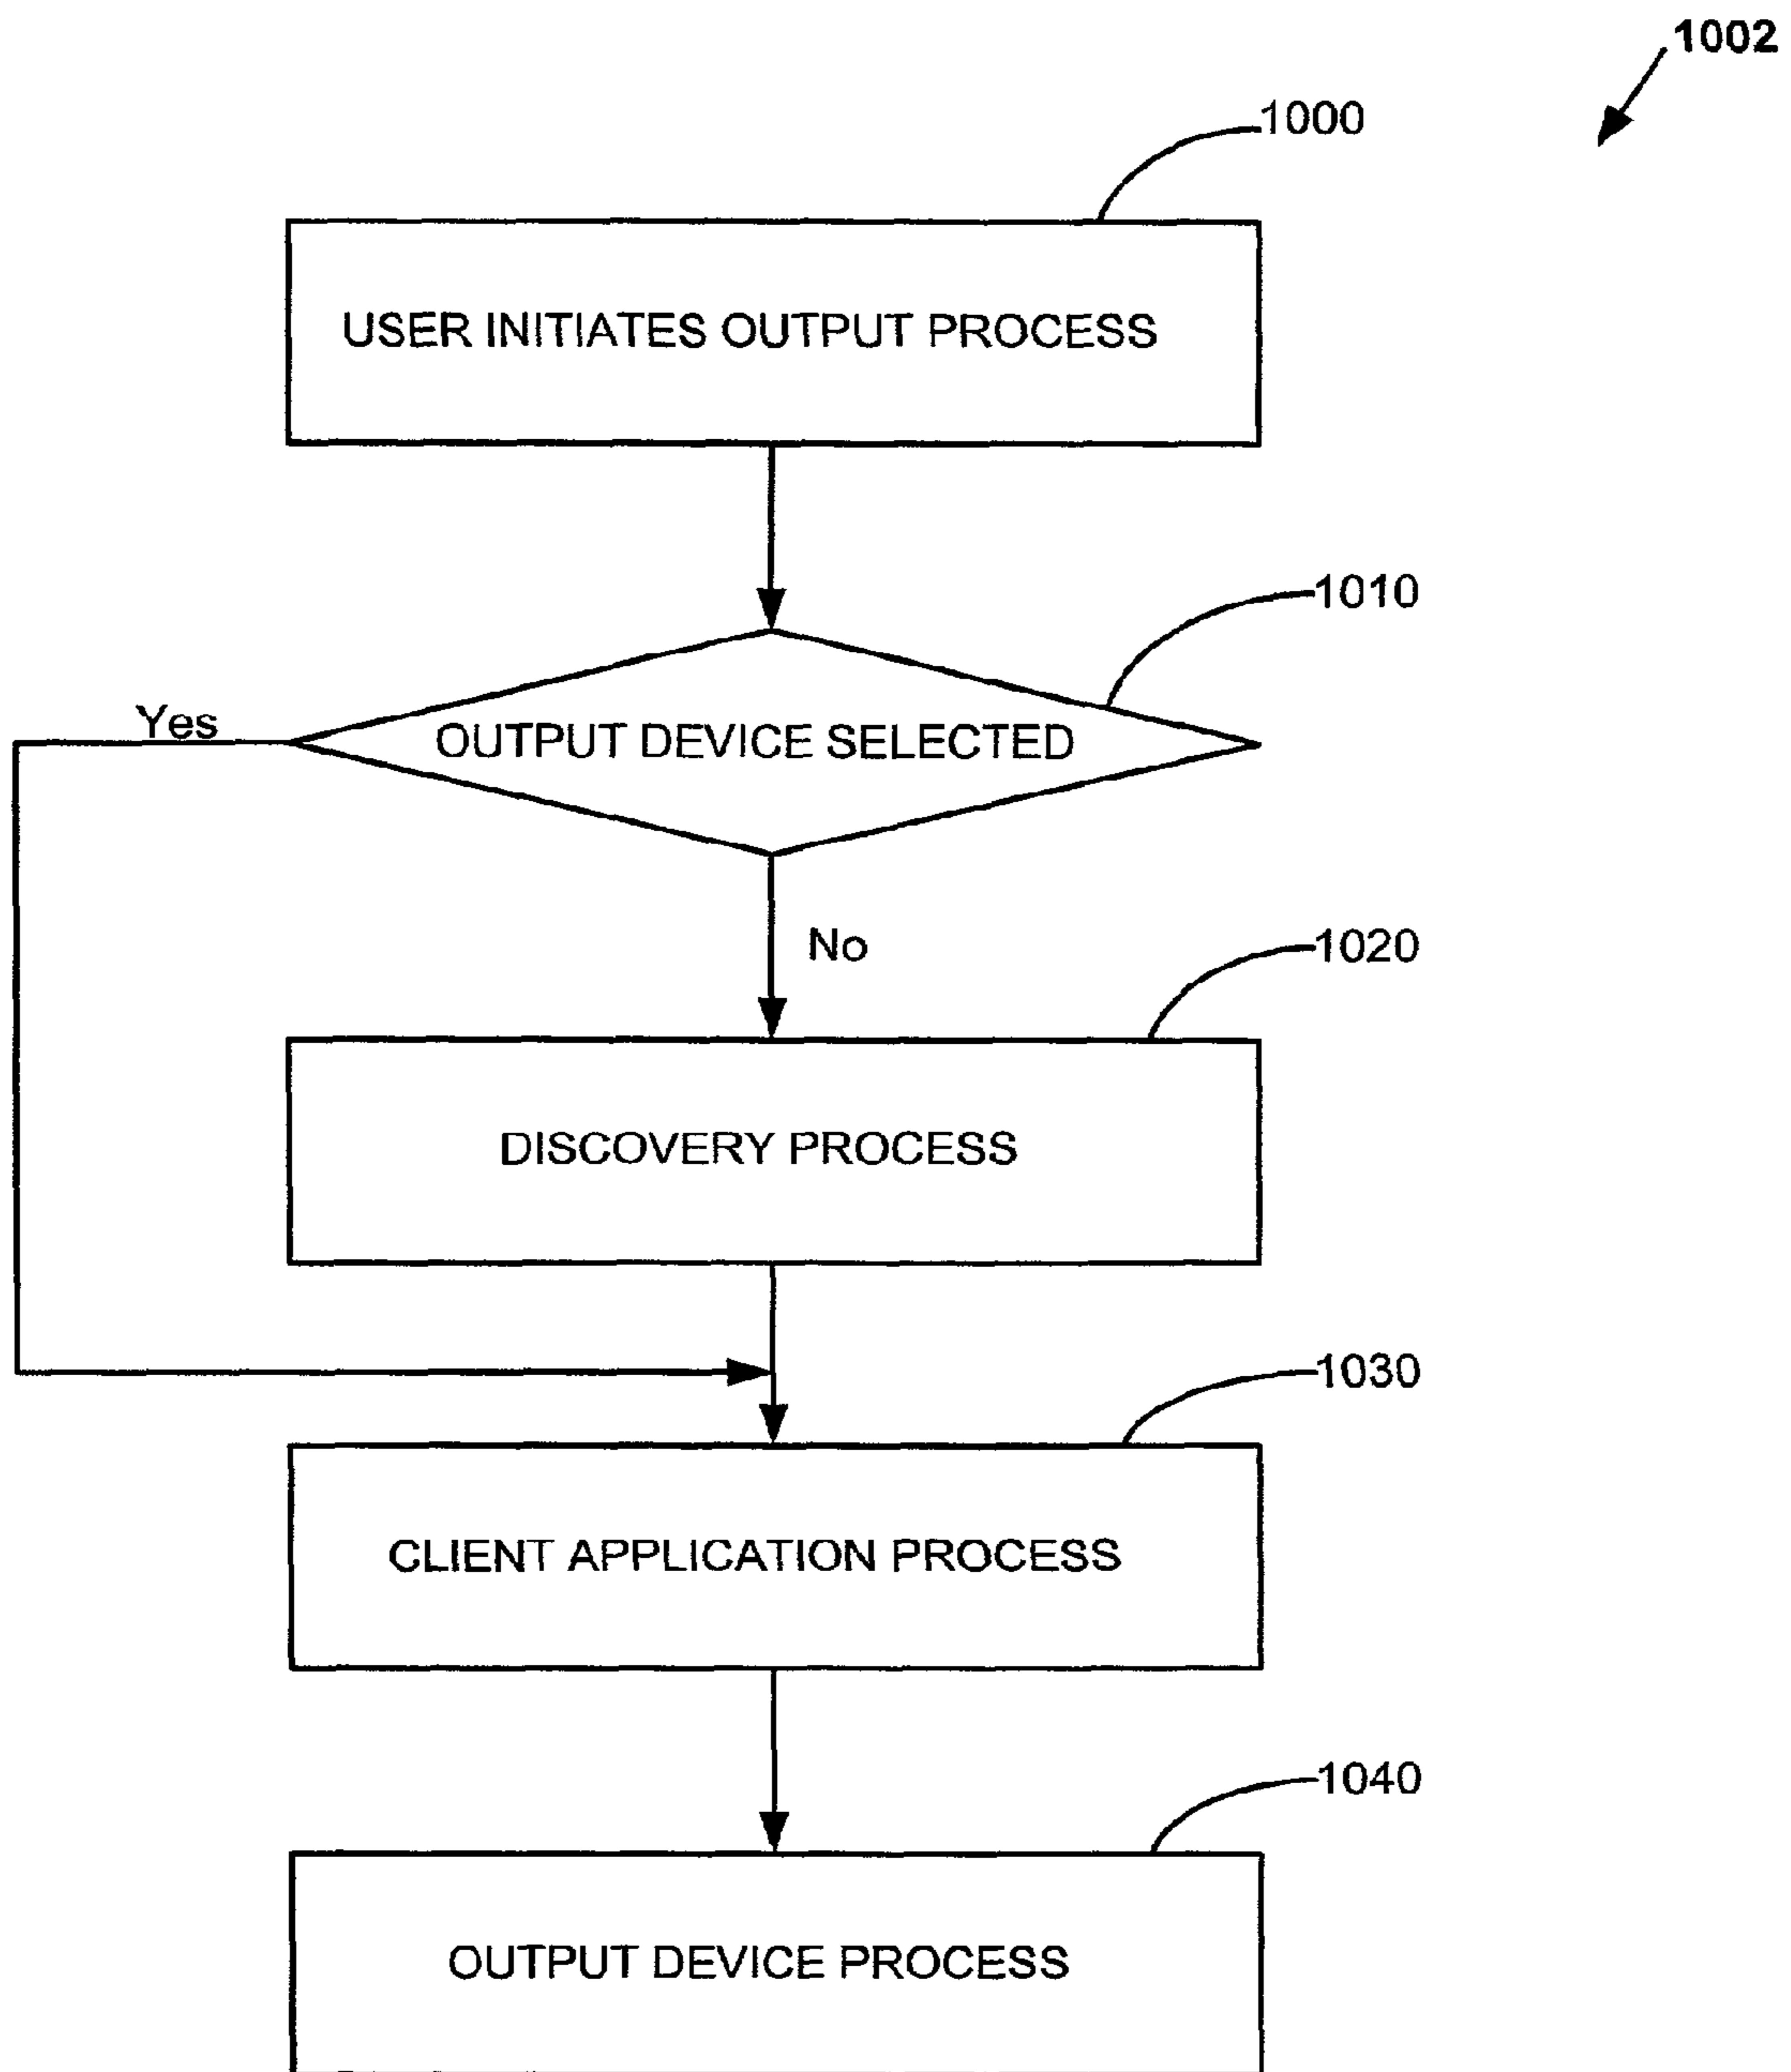 1002
1000
USER INITIATES OUTPUT PROCESS
1010
Yes
OUTPUT DEVICE SELECTED
No
1020
DISCOVERY PROCESS
1030
CLIENT APPLICATION PROCESS
1040
OUTPUT DEVICE PROCESS